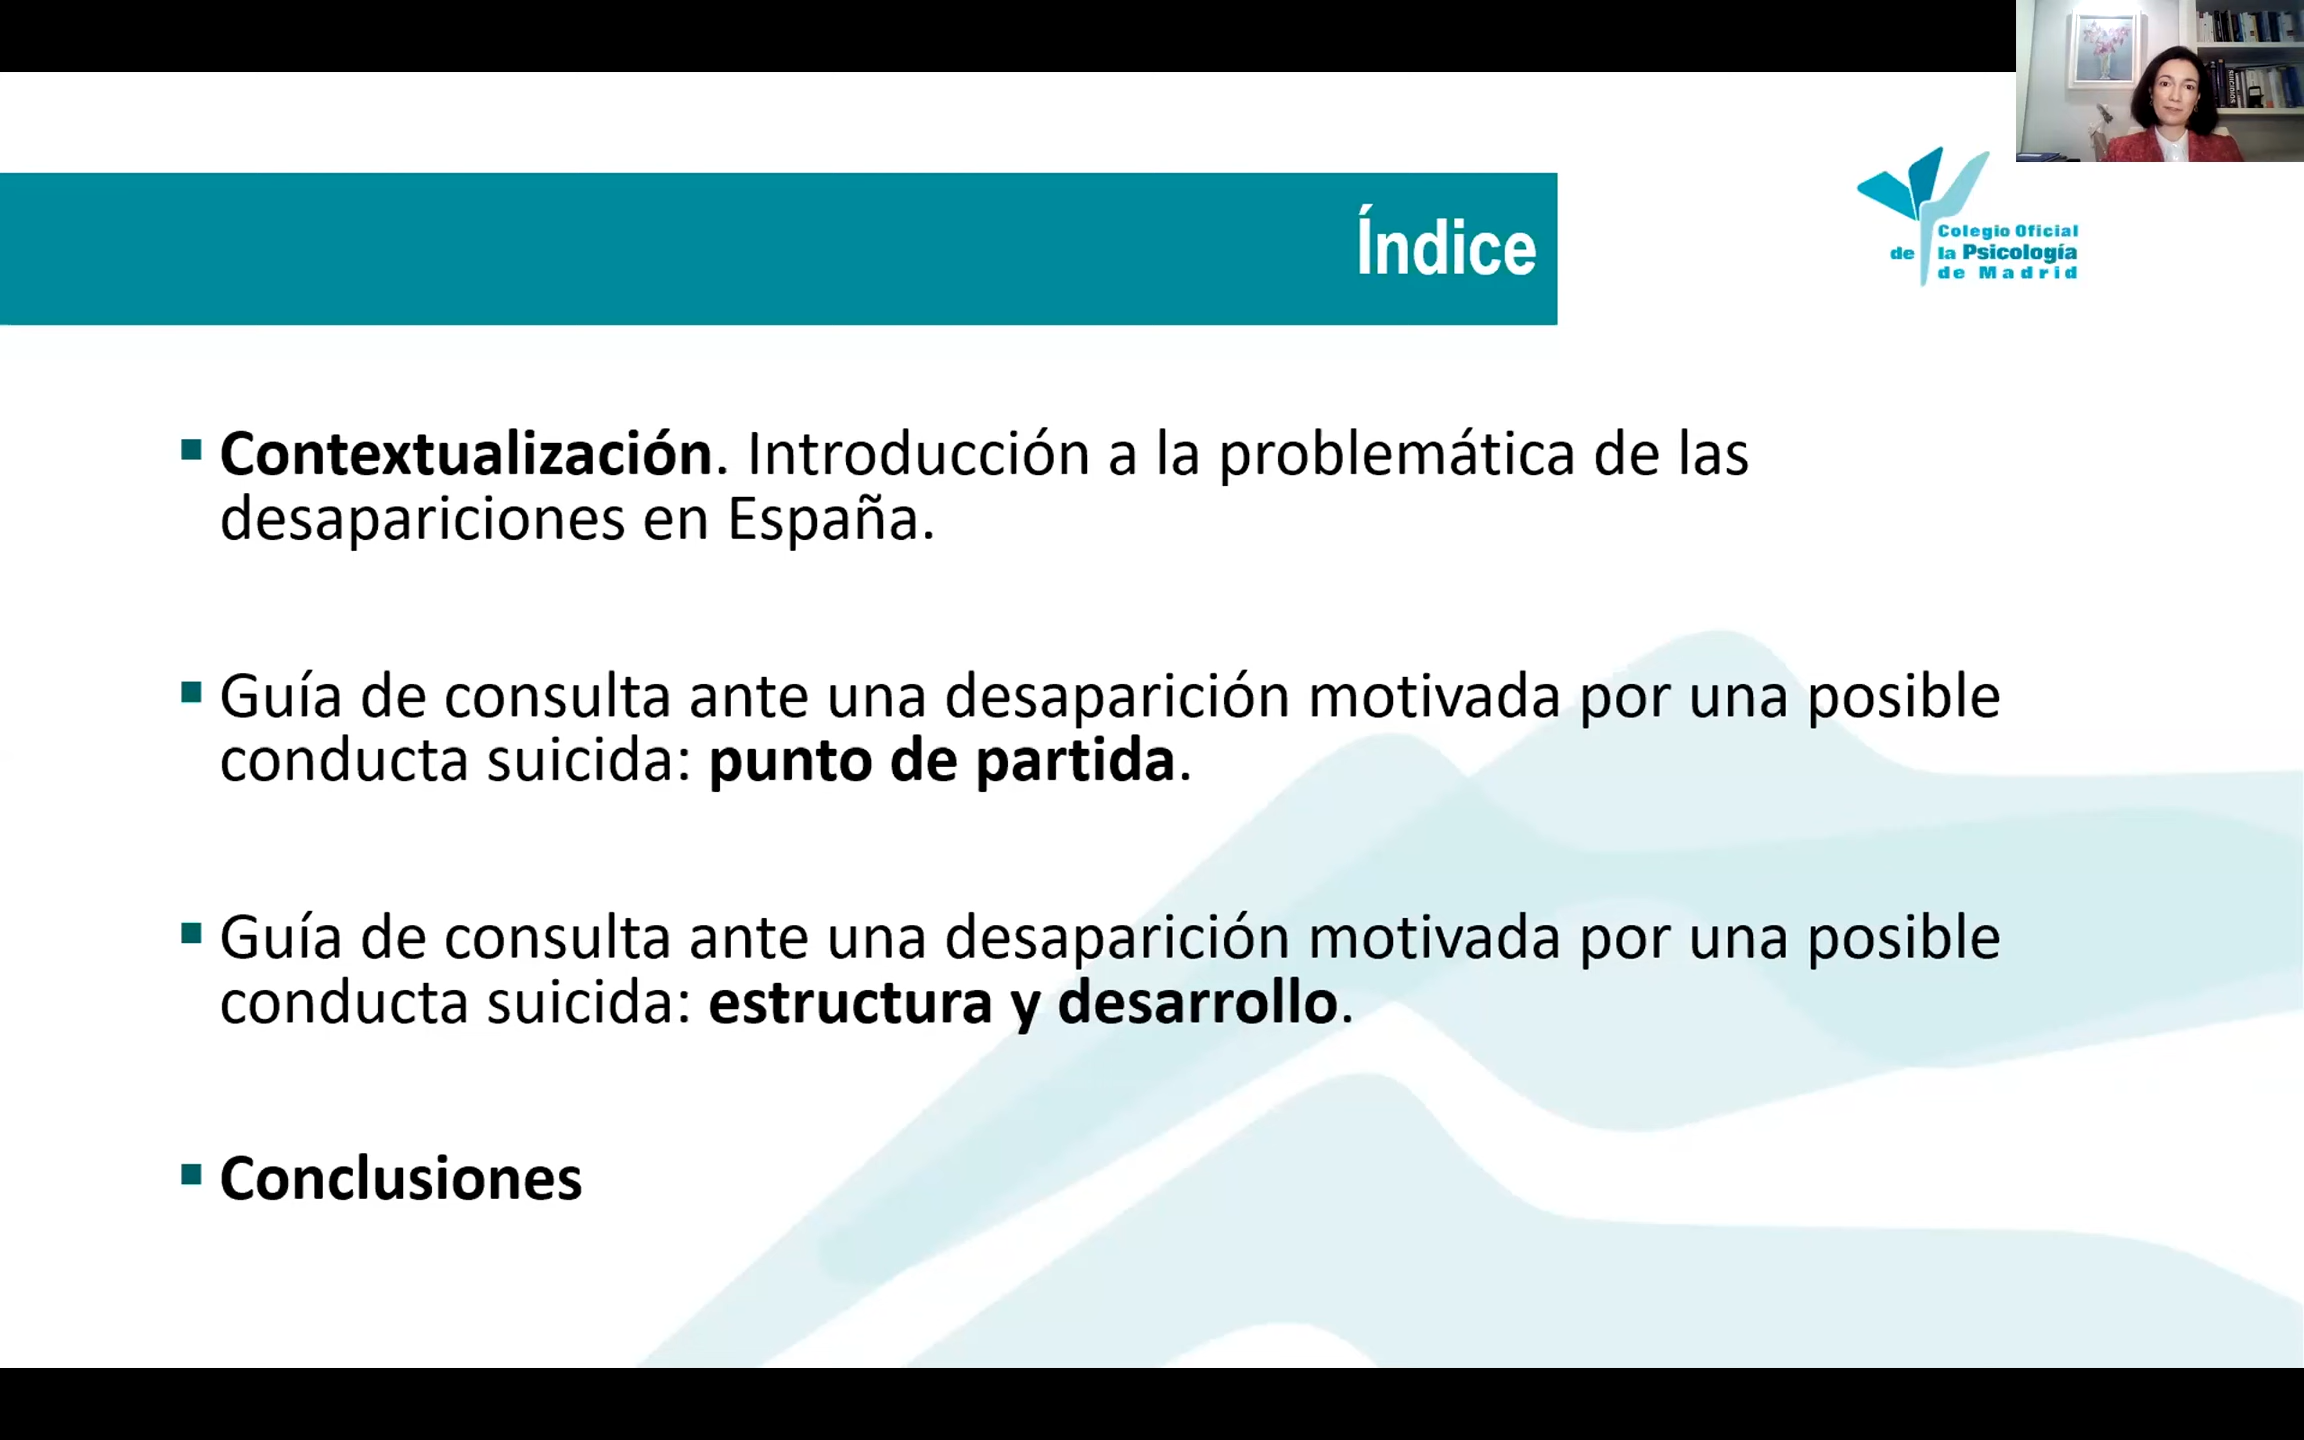 Índice
Colegio Oficial
de la Psicología
de Madrid
Contextualización. Introducción a la problemática de las
desapariciones en España.
Guía de consulta ante una desaparición motivada por una posible
conducta suicida: punto de partida.
Guía de consulta ante una desaparición motivada por una posible
conducta suicida: estructura y desarrollo.
Conclusiones